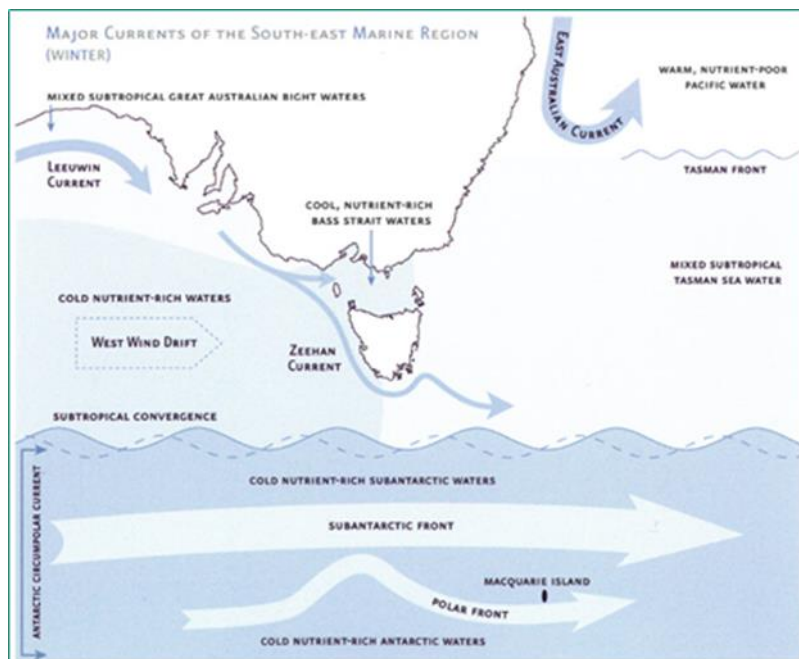 MAJOR CURRENTS OF THE SOUTH-EAST MARINE REGION
(WINTER)
MIXED SUBTROPICAL GREAT AUSTRALIAN BIGHT WATERS
LEEUWIN
CURRENT
EAST AUSTRALIAN CURRENT
WARM, NUTRIENT-POOR
PACIFIC WATER
TASMAN FRONT
COOL, NUTRIENT-RICH
BASS STRAIT WATERS
MIXED SUBTROPICAL
TASMAN SEA WATER
COLD NUTRIENT-RICH WATERS
WEST WIND DRIFT
ZEEHAN
CURRENT
SUBTROPICAL CONVERGENCE
ANTARCTIC CIRCUMPOLAR CURRENT
COLD NUTRIENT-RICH SUBANTARCTIC WATERS
SUBANTARCTIC FRONT
MACQUARIE ISLAND
POLAR FRONT
COLD NUTRIENT-RICH ANTARCTIC WATERS